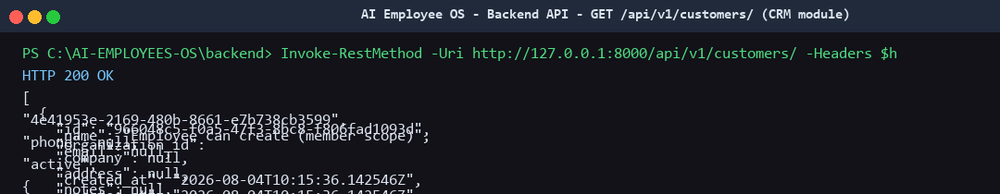 AI Employee OS - Backend API - GET /api/v1/customers/ (CRM module)
PS C:\AI-EMPLOYEES-OS\backend> Invoke-RestMethod -Uri http://127.0.0.1:8000/api/v1/customers/ -Headers $h
HTTP 200 OK
[
{
"4e41953e-2169-480b-8661-e7b738cb3599",
"id": "966048c5-f0a5-47f3-8bc8-f806fad1093d",
"name": "Employee can create (member scope)",
"phone": null,
"organization_id":
"email": null,
"company": null,
"active",
"address": null,
"created_at": "2026-08-04T10:15:36.142546Z",
{ "notes": null,
"2026-08-04T10:15:36.142546Z"